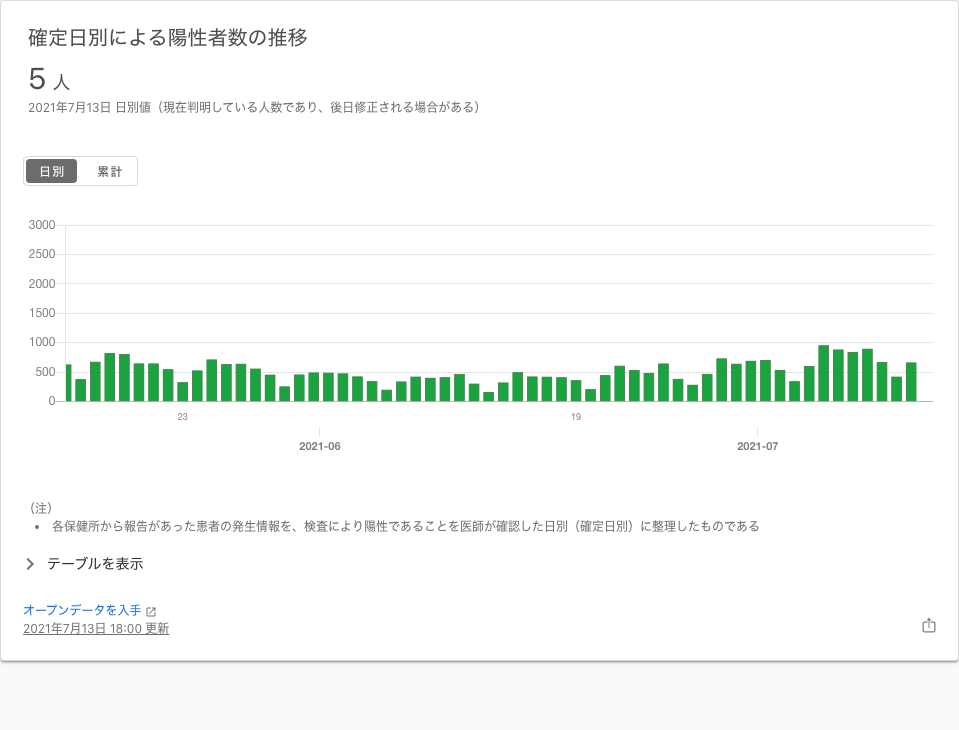 確定日別による陽性者数の推移
5 人
2021年7月13日 日別値（現在判明している人数であり、後日修正される場合がある）
日別 累計
3000
2500
2000
1500
1000
500
0
23 19
2021-06 2021-07
（注）
• 各保健所から報告があった患者の発生情報を、検査により陽性であることを医師が確認した日別（確定日別）に整理したものである
テーブルを表示
オープンデータを入手
2021年7月13日 18:00 更新